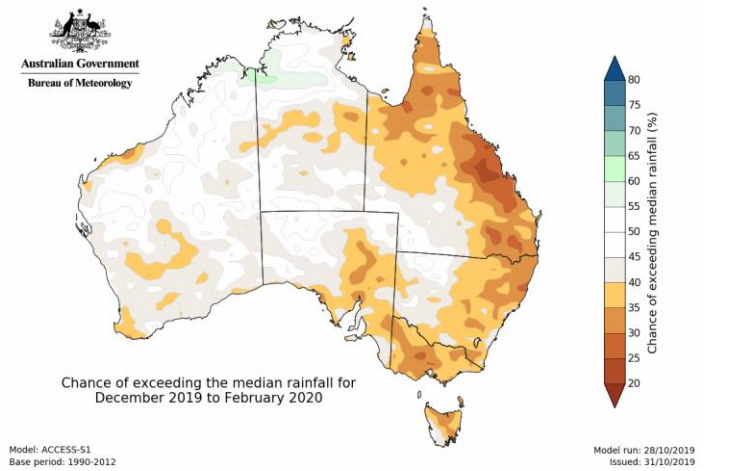 Australian Government
Bureau of Meteorology
80
75
70
65
60
55
50
45
40
35
30
25
20
Chance of exceeding median rainfall (%)
Chance of exceeding the median rainfall for
December 2019 to February 2020
Model: ACCESS-S1
Base period: 1990-2012
Model run: 28/10/2019
Issued: 31/10/2019